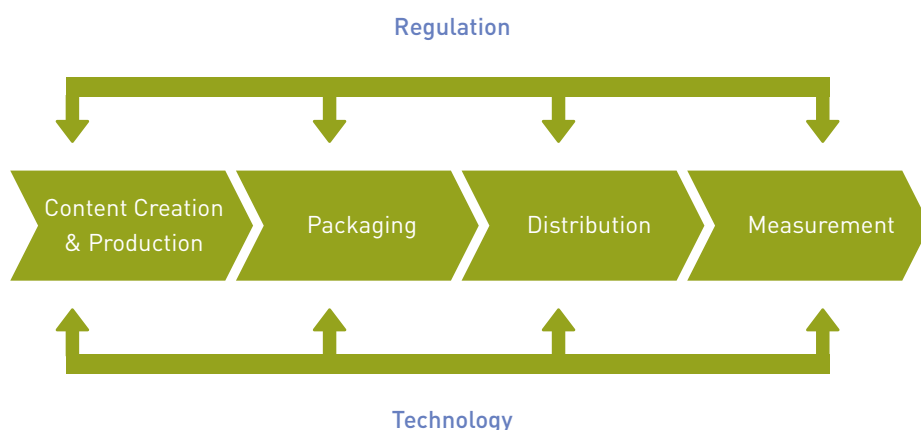 Regulation
Content Creation
& Production
Packaging
Distribution
Measurement
Technology